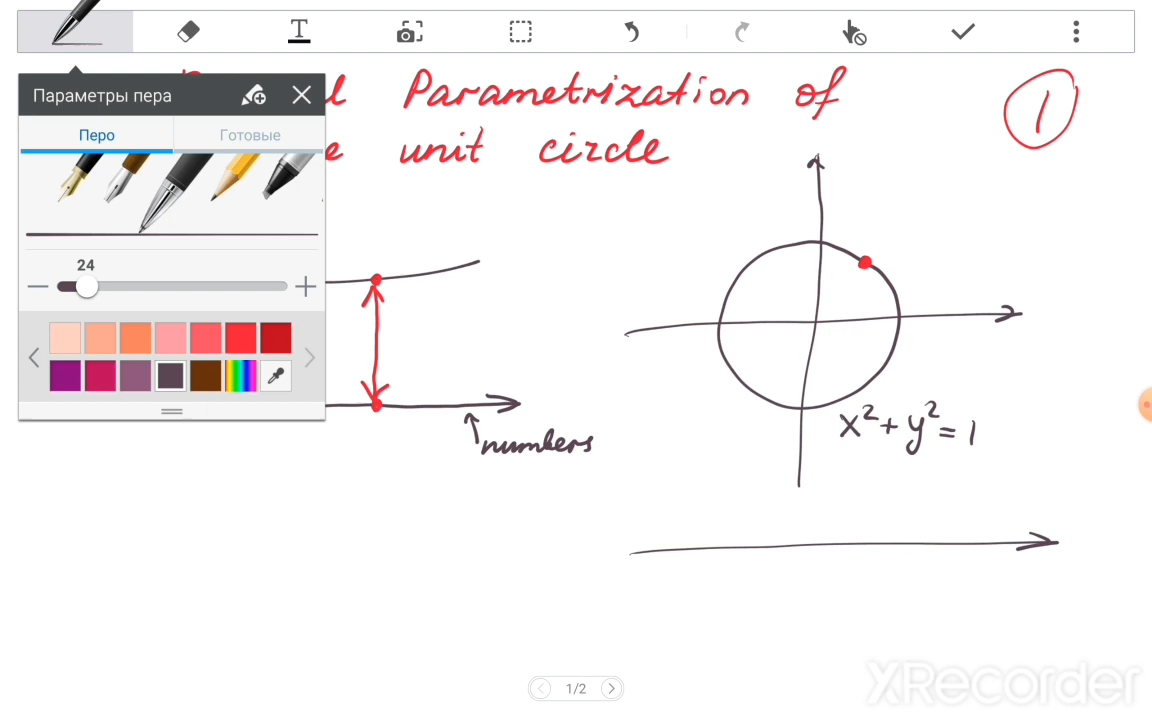 T
Параметры пера
Перо
Готовые
24
Parametrization of
unit circle
1
numbers
x² + y² = 1
1/2
XRecorder